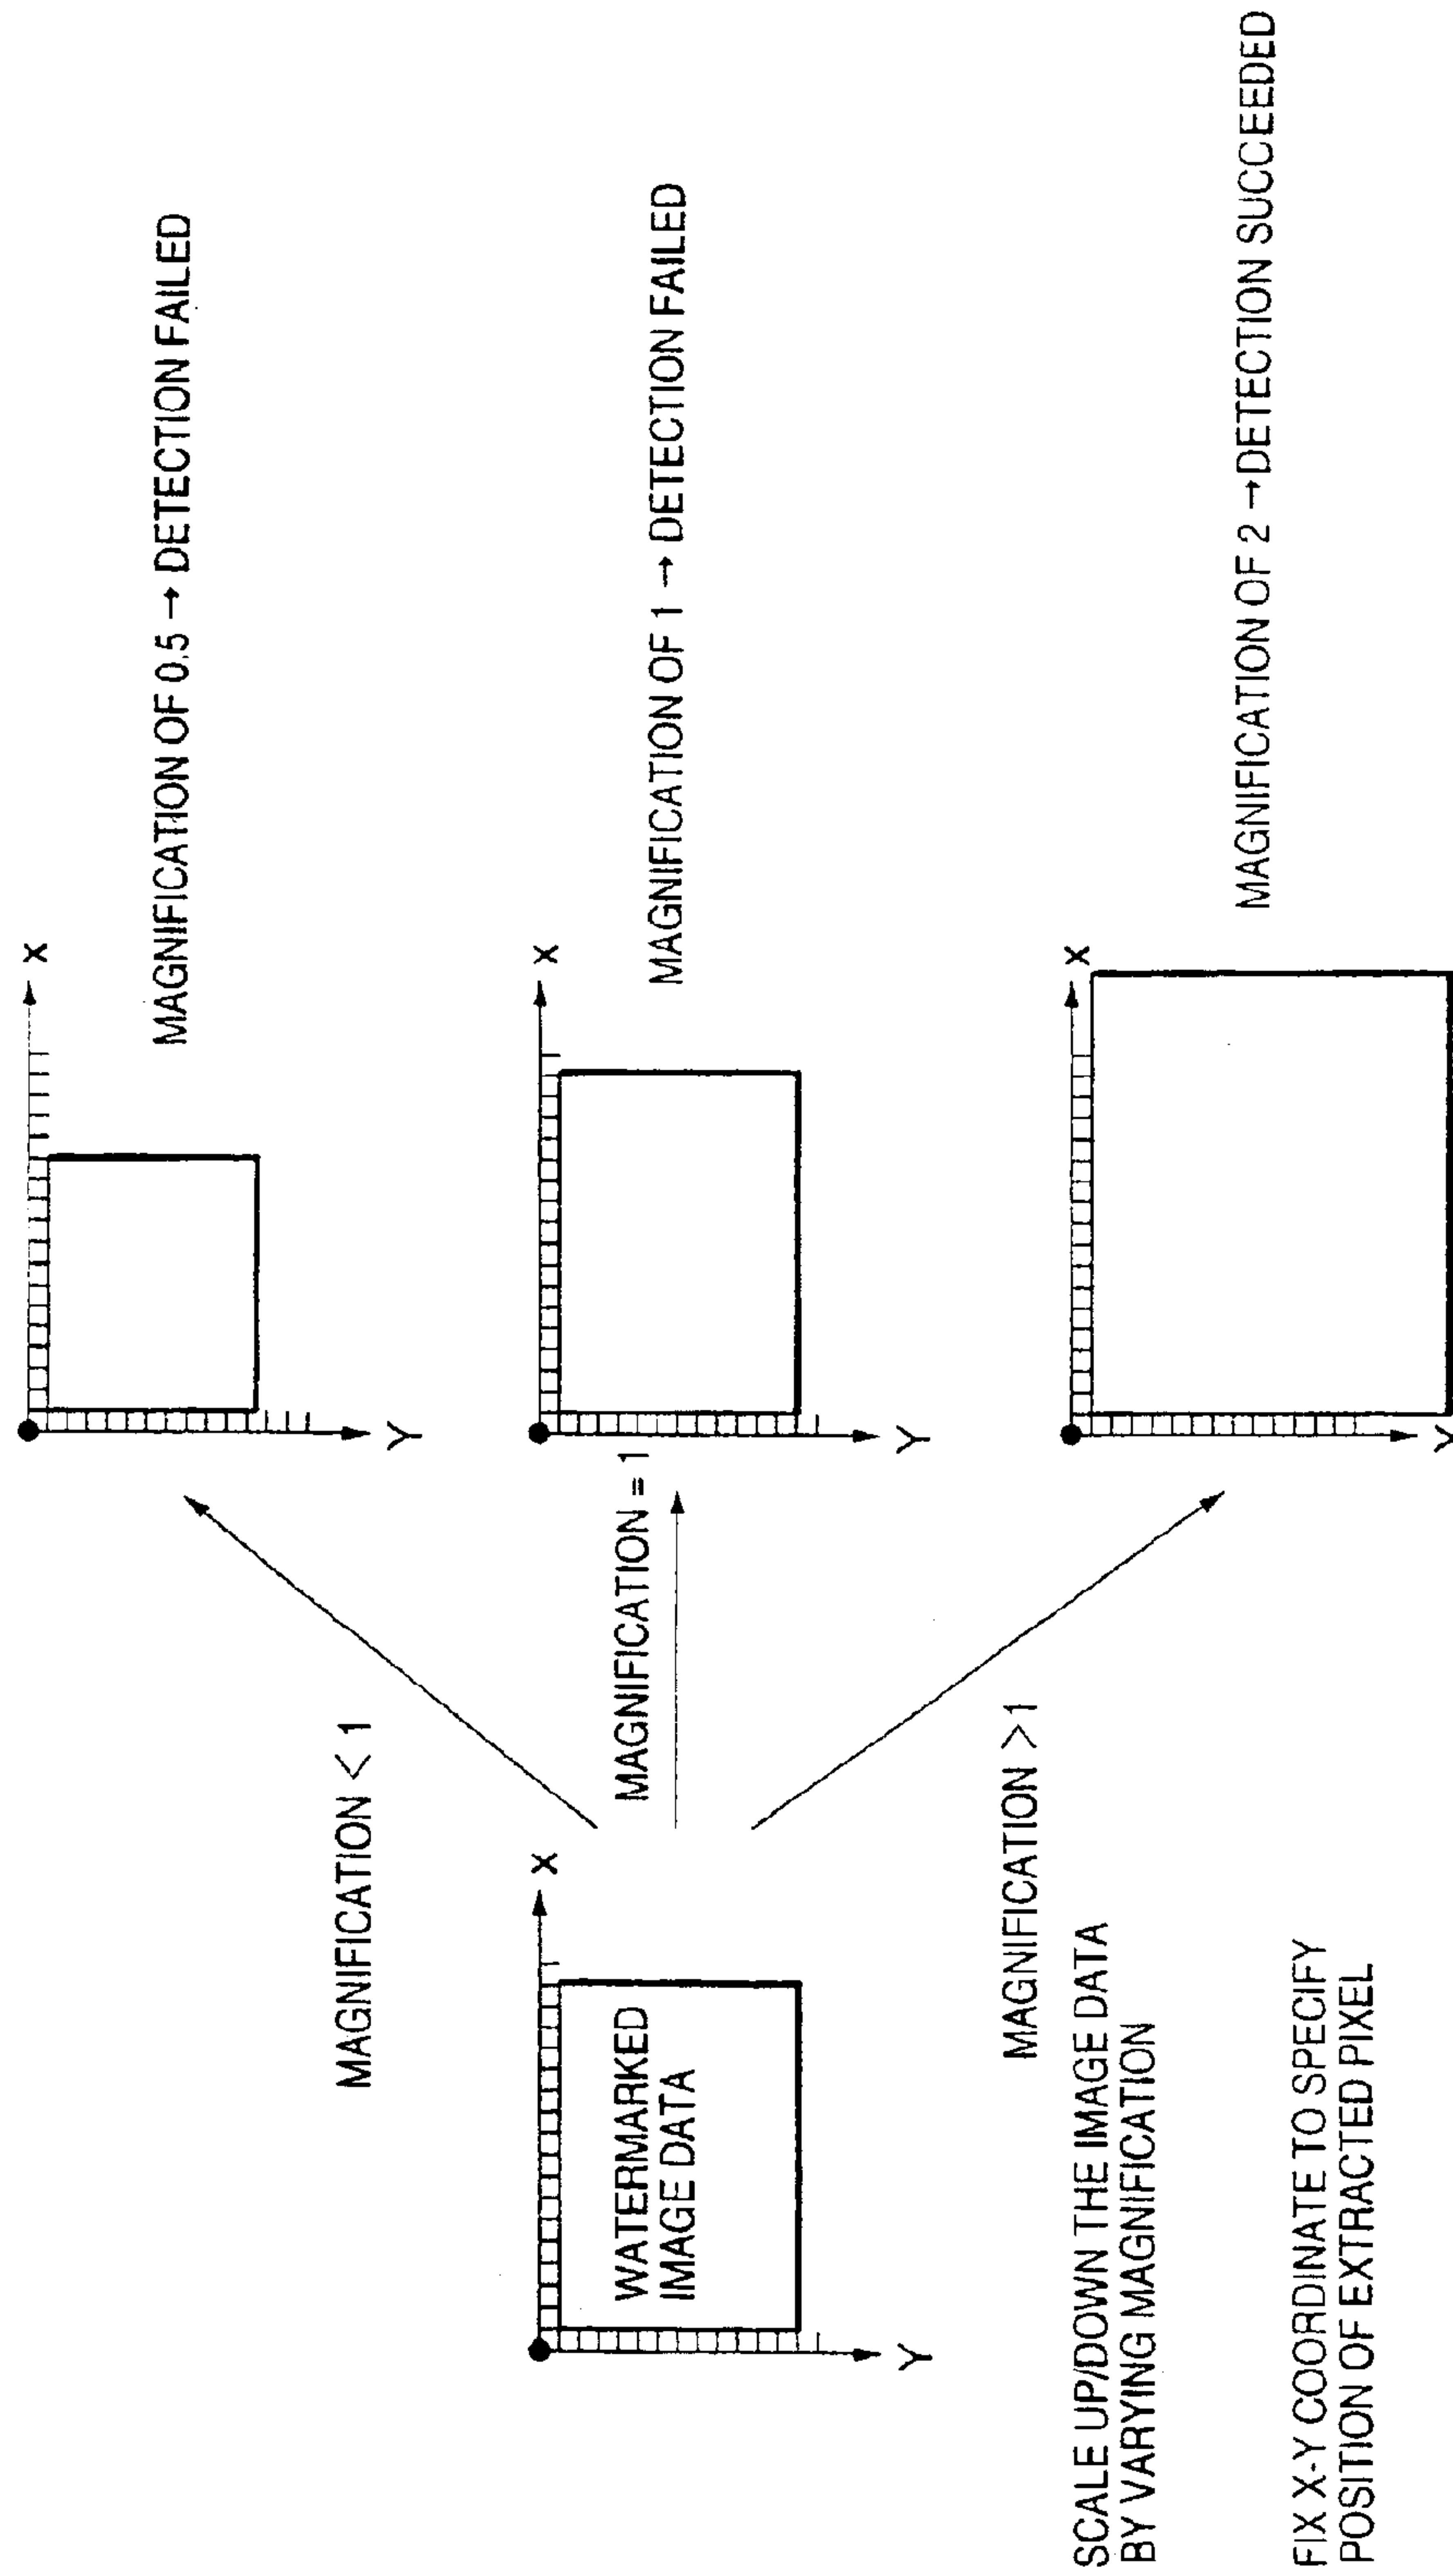 MAGNIFICATION < 1
X
Y
MAGNIFICATION OF 0.5 → DETECTION FAILED
X
Y
WATERMARKED
IMAGE DATA
MAGNIFICATION = 1
X
Y
MAGNIFICATION OF 1 → DETECTION FAILED
MAGNIFICATION >1
X
Y
MAGNIFICATION OF 2 →DETECTION SUCCEEDED
SCALE UP/DOWN THE IMAGE DATA
BY VARYING MAGNIFICATION
FIX X-Y COORDINATE TO SPECIFY
POSITION OF EXTRACTED PIXEL